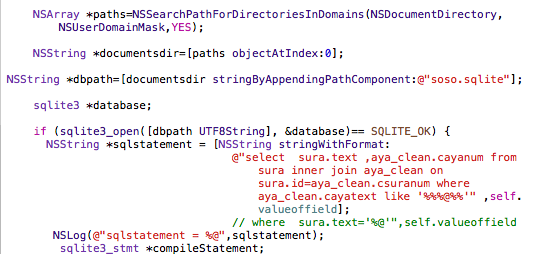 NSArray *paths=NSSearchPathForDirectoriesInDomains(NSDocumentDirectory,
NSUserDomainMask,YES);
NSString *documentsdir=[paths objectAtIndex:0];
NSString *dbpath=[documentsdir stringByAppendingPathComponent:@"soso.sqlite"];
sqlite3 *database;
if (sqlite3_open([dbpath UTF8String], &database)== SQLITE_OK) {
NSString *sqlstatement = [NSString stringWithFormat:
@"select  sura.text ,aya_clean.cayanum from
sura inner join aya_clean on
sura.id=aya_clean.csuranum where
aya_clean.cayatext like '%%%@%%'" ,self.
valueoffield];
// where  sura.text='%@'",self.valueoffield
NSLog(@"sqlstatement = %@",sqlstatement);
sqlite3_stmt *compileStatement;